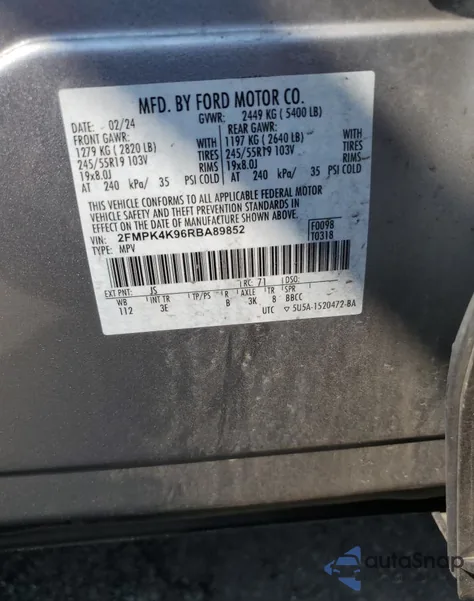 MFD. BY FORD MOTOR CO.
DATE: 02/24 GVWR: 2449 KG ( 5400 LB)
FRONT GAWR: REAR GAWR:
1279 KG ( 2820 LB) WITH 1197 KG ( 2640 LB) WITH
245/55R19 103V TIRES 245/55R19 103V TIRES
19x8.0J RIMS 19x8.0J RIMS
AT 240 kPa/ 35 PSI COLD AT 240 kPa/ 35 PSI COLD
THIS VEHICLE CONFORMS TO ALL APPLICABLE FEDERAL MOTOR
VEHICLE SAFETY AND THEFT PREVENTION STANDARDS IN EFFECT ON
THE DATE OF MANUFACTURE SHOWN ABOVE.
VIN: 2FMPK4K96RBA89852 F0098
TYPE: MPV T0318
EXT PNT: JS RC: 71 DSO:
WB INT TR TP/PS R AXLE TR SPR
112 3E B 3K 8 BBCC
UTC ▽ 5U5A-1520472-BA
autoSnap